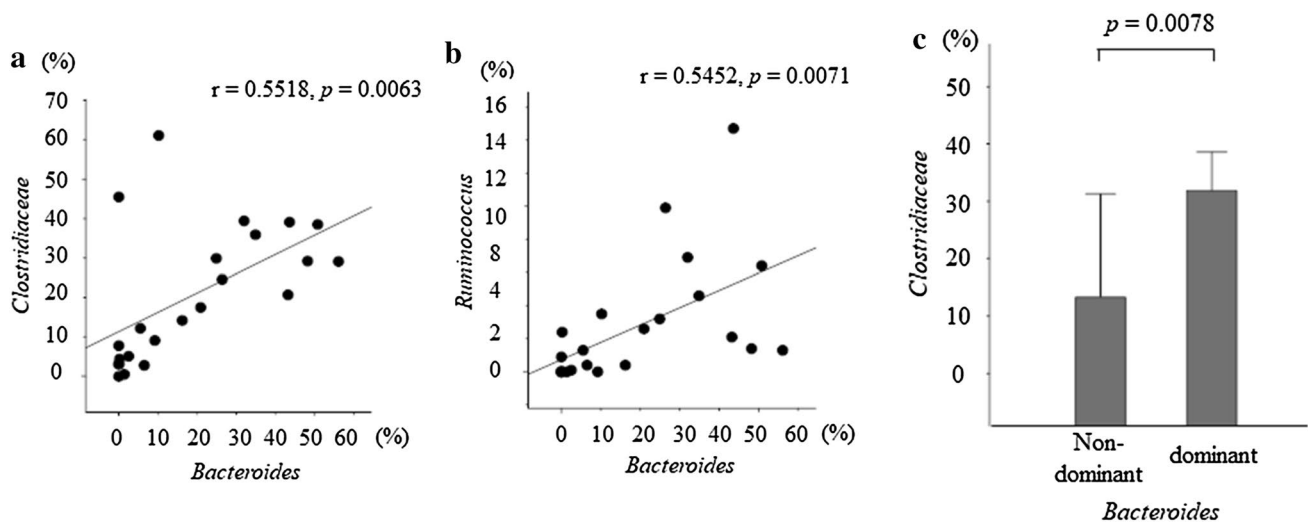 a (%)
r = 0.5518, p = 0.0063
70
60
50
40
30
20
10
0
Clostridiaceae
0 10 20 30 40 50 60 (%)
Bacteroides
b (%)
r = 0.5452, p = 0.0071
16
14
12
10
8
6
4
2
0
Ruminococcus
0 10 20 30 40 50 60 (%)
Bacteroides
c (%)
p = 0.0078
50
40
30
20
10
0
Clostridiaceae
Non-
dominant
dominant
Bacteroides